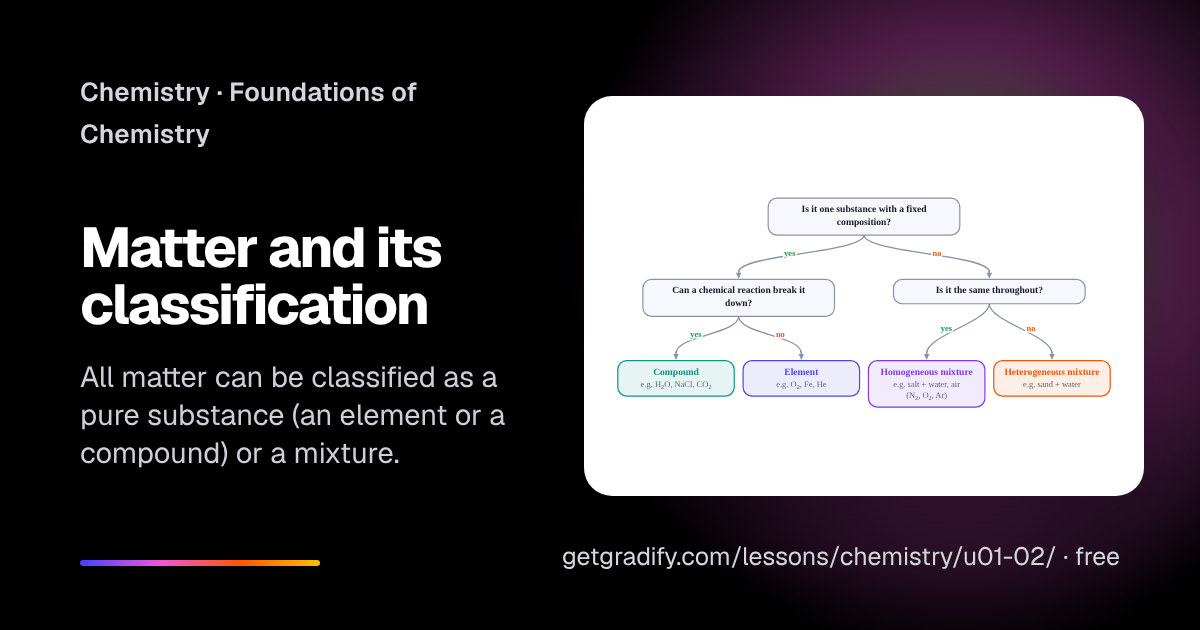 Chemistry · Foundations of
Chemistry
Matter and its
classification
All matter can be classified as a
pure substance (an element or a
compound) or a mixture.
Is it one substance with a fixed
composition?
yes
no
Can a chemical reaction break it
down?
Is it the same throughout?
yes
no
yes
no
Compound
e.g. H₂O, NaCl, CO₂
Element
e.g. O₂, Fe, He
Homogeneous mixture
e.g. salt + water, air
(N₂, O₂, Ar)
Heterogeneous mixture
e.g. sand + water
getgradify.com/lessons/chemistry/u01-02/ · free